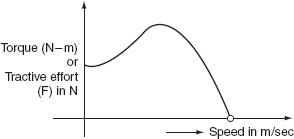 Torque (N–m)
or
Tractive effort
(F) in N
Speed in m/sec